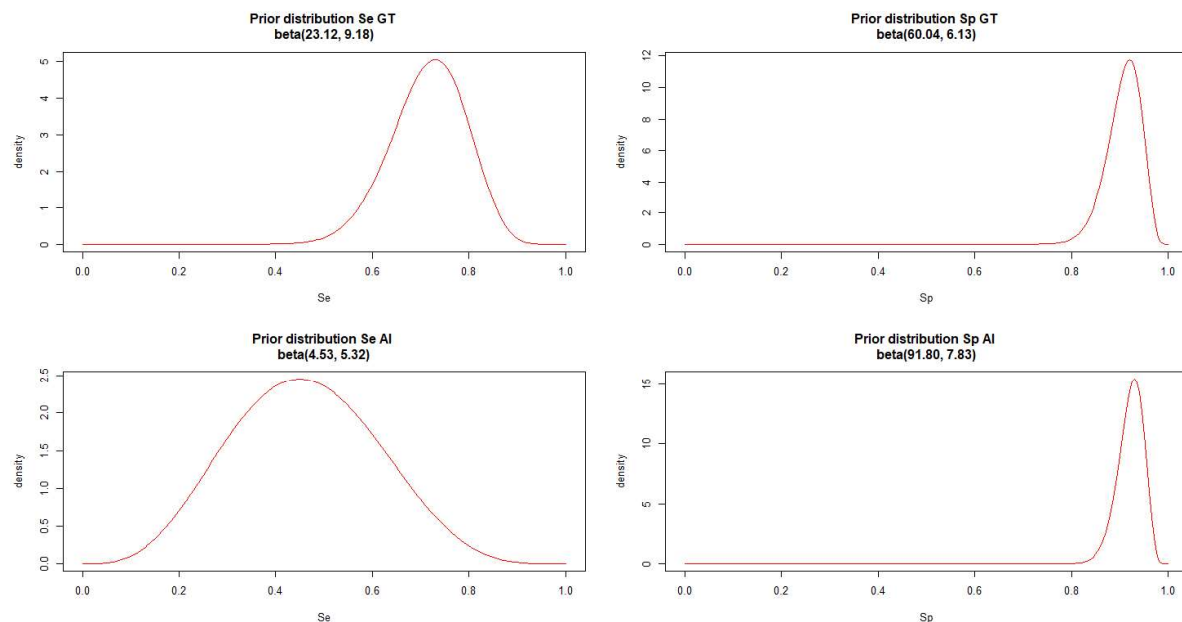 Prior distribution Se GT
beta(23.12, 9.18)
density
0 1 2 3 4 5
0.0 0.2 0.4 0.6 0.8 1.0
Se
Prior distribution Sp GT
beta(60.04, 6.13)
density
0 2 4 6 8 10 12
0.0 0.2 0.4 0.6 0.8 1.0
Sp
Prior distribution Se AI
beta(4.53, 5.32)
density
0.0 0.5 1.0 1.5 2.0 2.5
0.0 0.2 0.4 0.6 0.8 1.0
Se
Prior distribution Sp AI
beta(91.80, 7.83)
density
0 5 10 15
0.0 0.2 0.4 0.6 0.8 1.0
Sp